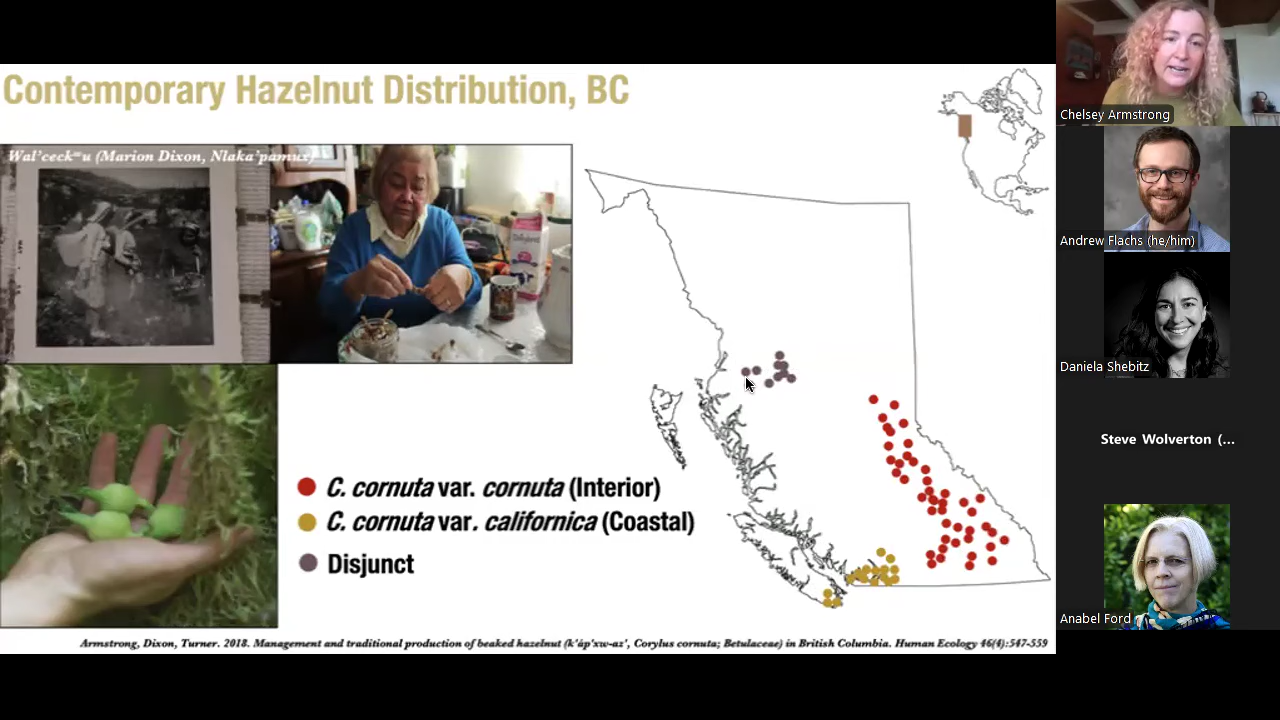 Contemporary Hazelnut Distribution, BC
Wal'ceckʷu (Marion Dixon, Nlaka'pamux)
C. cornuta var. cornuta (Interior)
C. cornuta var. californica (Coastal)
Disjunct
Armstrong, Dixon, Turner. 2018. Management and traditional production of beaked hazelnut (k'áp'xw-az', Corylus cornuta; Betulaceae) in British Columbia. Human Ecology 46(4):547-559
Chelsey Armstrong
Andrew Flachs (he/him)
Daniela Shebitz
Steve Wolverton (...
Anabel Ford